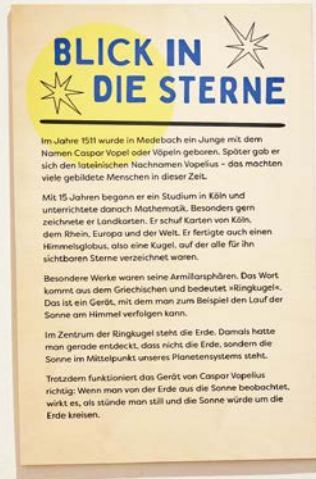 BLICK IN
DIE STERNE
Im Jahre 1511 wurde in Medebach ein Junge mit dem
Namen Caspar Vopel oder Vöpeln geboren. Später gab er
sich den lateinischen Nachnamen Vopelius – das machten
viele gebildete Menschen in dieser Zeit.
Mit 15 Jahren begann er ein Studium in Köln und
unterrichtete danach Mathematik. Besonders gern
zeichnete er Landkarten. Er schuf Karten von Köln,
dem Rhein, Europa und der Welt. Er fertigte auch einen
Himmelsglobus, also eine Kugel, auf der alle für ihn
sichtbaren Sterne verzeichnet waren.
Besondere Werke waren seine Armillarsphären. Das Wort
kommt aus dem Griechischen und bedeutet »Ringkugel«.
Das ist ein Gerät, mit dem man zum Beispiel den Lauf der
Sonne am Himmel verfolgen kann.
Im Zentrum der Ringkugel steht die Erde. Damals hatte
man gerade entdeckt, dass nicht die Erde, sondern die
Sonne im Mittelpunkt unseres Planetensystems steht.
Trotzdem funktioniert das Gerät von Caspar Vopelius
richtig: Wenn man von der Erde aus die Sonne beobachtet,
wirkt es, als stünde man still und die Sonne würde um die
Erde kreisen.